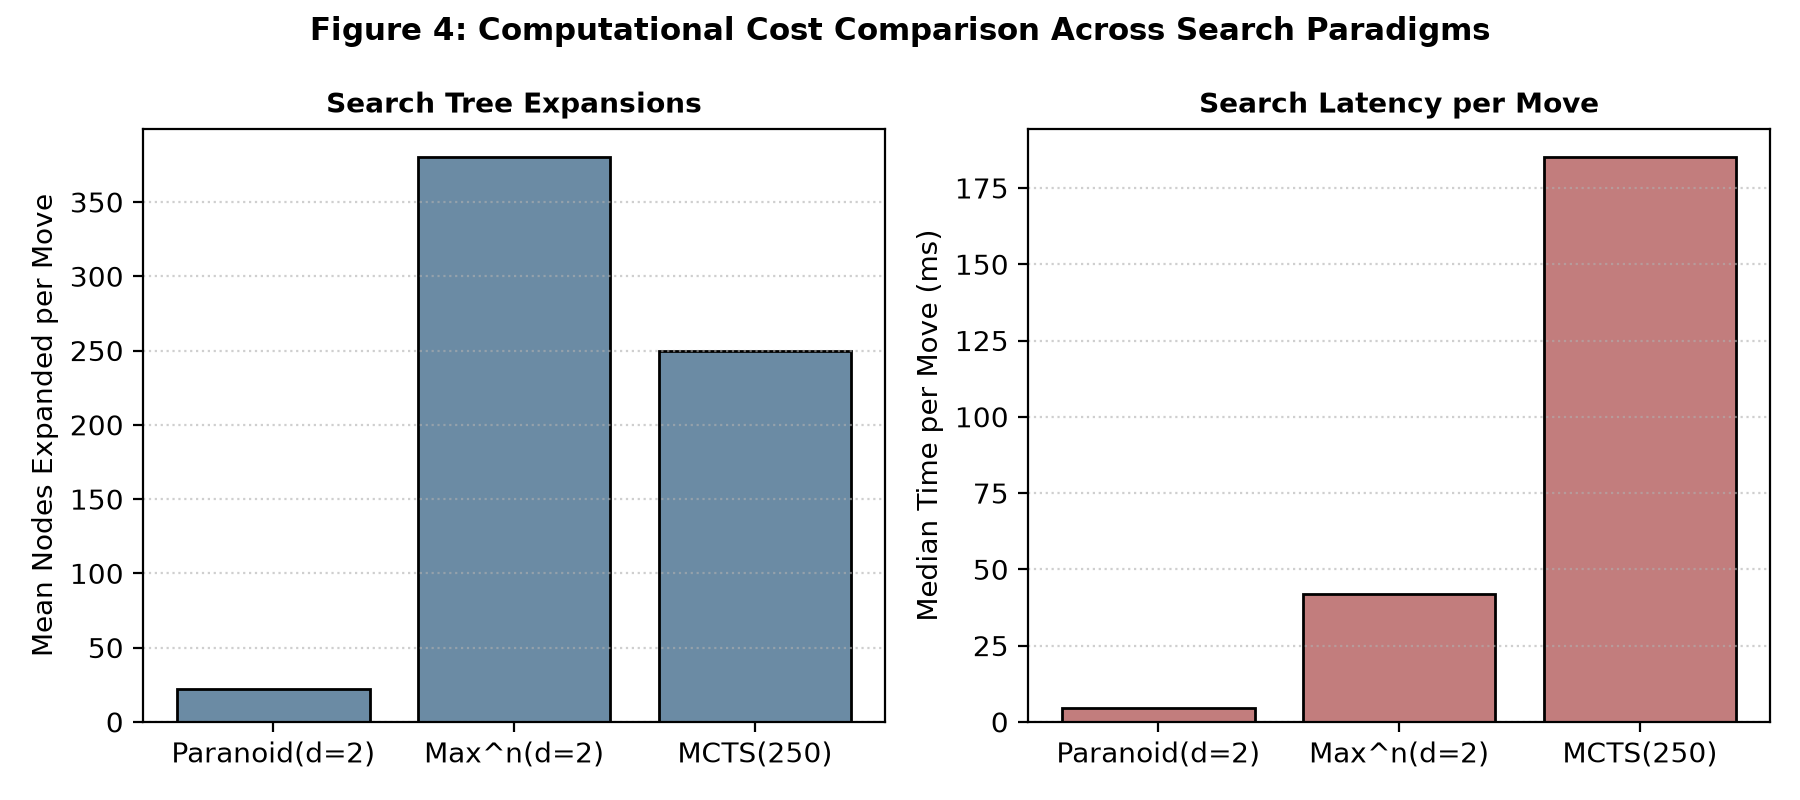 Figure 4: Computational Cost Comparison Across Search Paradigms
Search Tree Expansions
Mean Nodes Expanded per Move
350
300
250
200
150
100
50
0
Paranoid(d=2)
Max^n(d=2)
MCTS(250)
Search Latency per Move
Median Time per Move (ms)
175
150
125
100
75
50
25
0
Paranoid(d=2)
Max^n(d=2)
MCTS(250)